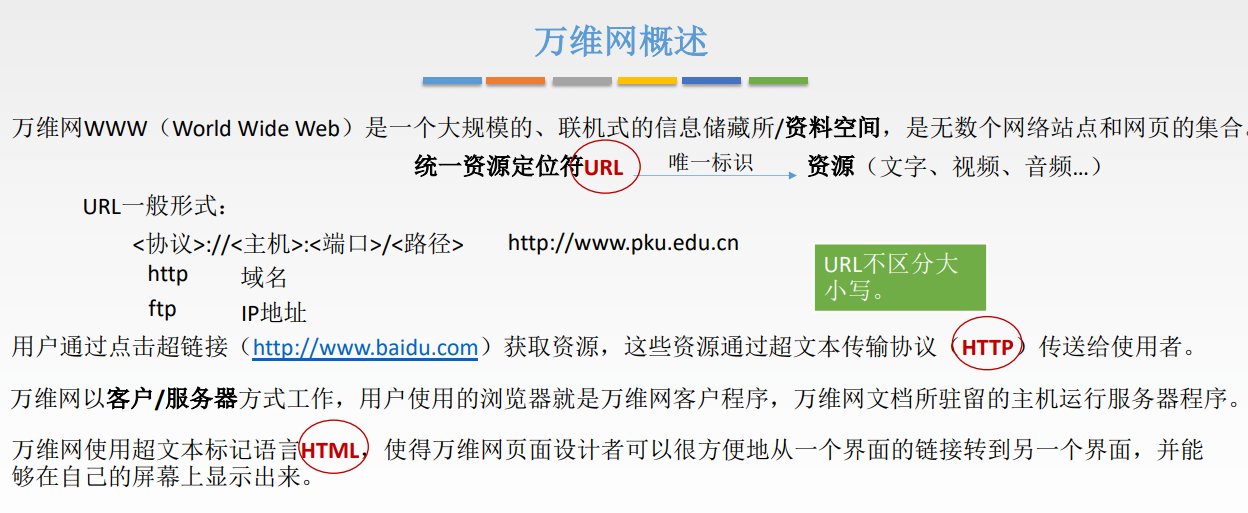 万维网概述
万维网WWW（World Wide Web）是一个大规模的、联机式的信息储藏所/资料空间，是无数个网络站点和网页的集合。
统一资源定位符URL 唯一标识 资源（文字、视频、音频…）
URL一般形式：
<协议>://<主机>:<端口>/<路径> http://www.pku.edu.cn
http 域名
ftp IP地址
URL不区分大
小写。
用户通过点击超链接（http://www.baidu.com）获取资源，这些资源通过超文本传输协议（HTTP）传送给使用者。
万维网以客户/服务器方式工作，用户使用的浏览器就是万维网客户程序，万维网文档所驻留的主机运行服务器程序。
万维网使用超文本标记语言HTML，使得万维网页面设计者可以很方便地从一个界面的链接转到另一个界面，并能
够在自己的屏幕上显示出来。